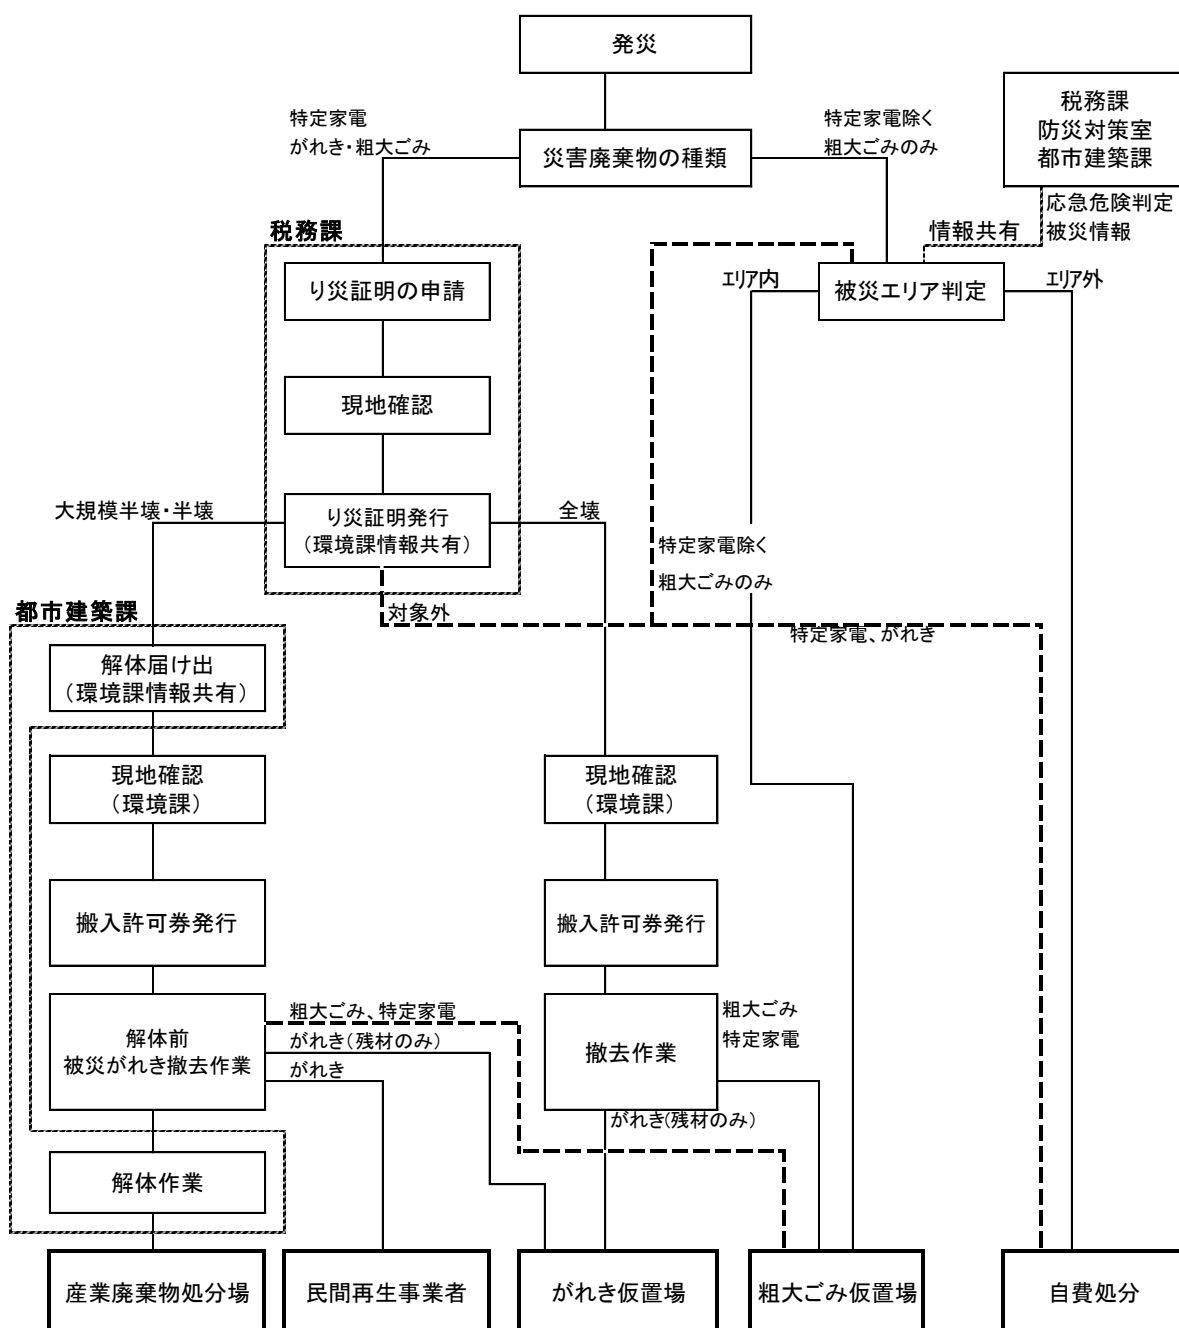 発災
税務課
防災対策室
都市建築課
特定家電
がれき・粗大ごみ
災害廃棄物の種類
特定家電除く
粗大ごみのみ
応急危険判定
被災情報
情報共有
税務課
り災証明の申請
エリア内
被災エリア判定
エリア外
現地確認
大規模半壊・半壊
り災証明発行
(環境課情報共有)
全壊
特定家電除く
粗大ごみのみ
都市建築課
対象外
特定家電、がれき
解体届け出
(環境課情報共有)
現地確認
(環境課)
現地確認
(環境課)
搬入許可券発行
搬入許可券発行
解体前
被災がれき撤去作業
粗大ごみ、特定家電
がれき(残材のみ)
がれき
撤去作業
粗大ごみ
特定家電
がれき(残材のみ)
解体作業
産業廃棄物処分場
民間再生事業者
がれき仮置場
粗大ごみ仮置場
自費処分